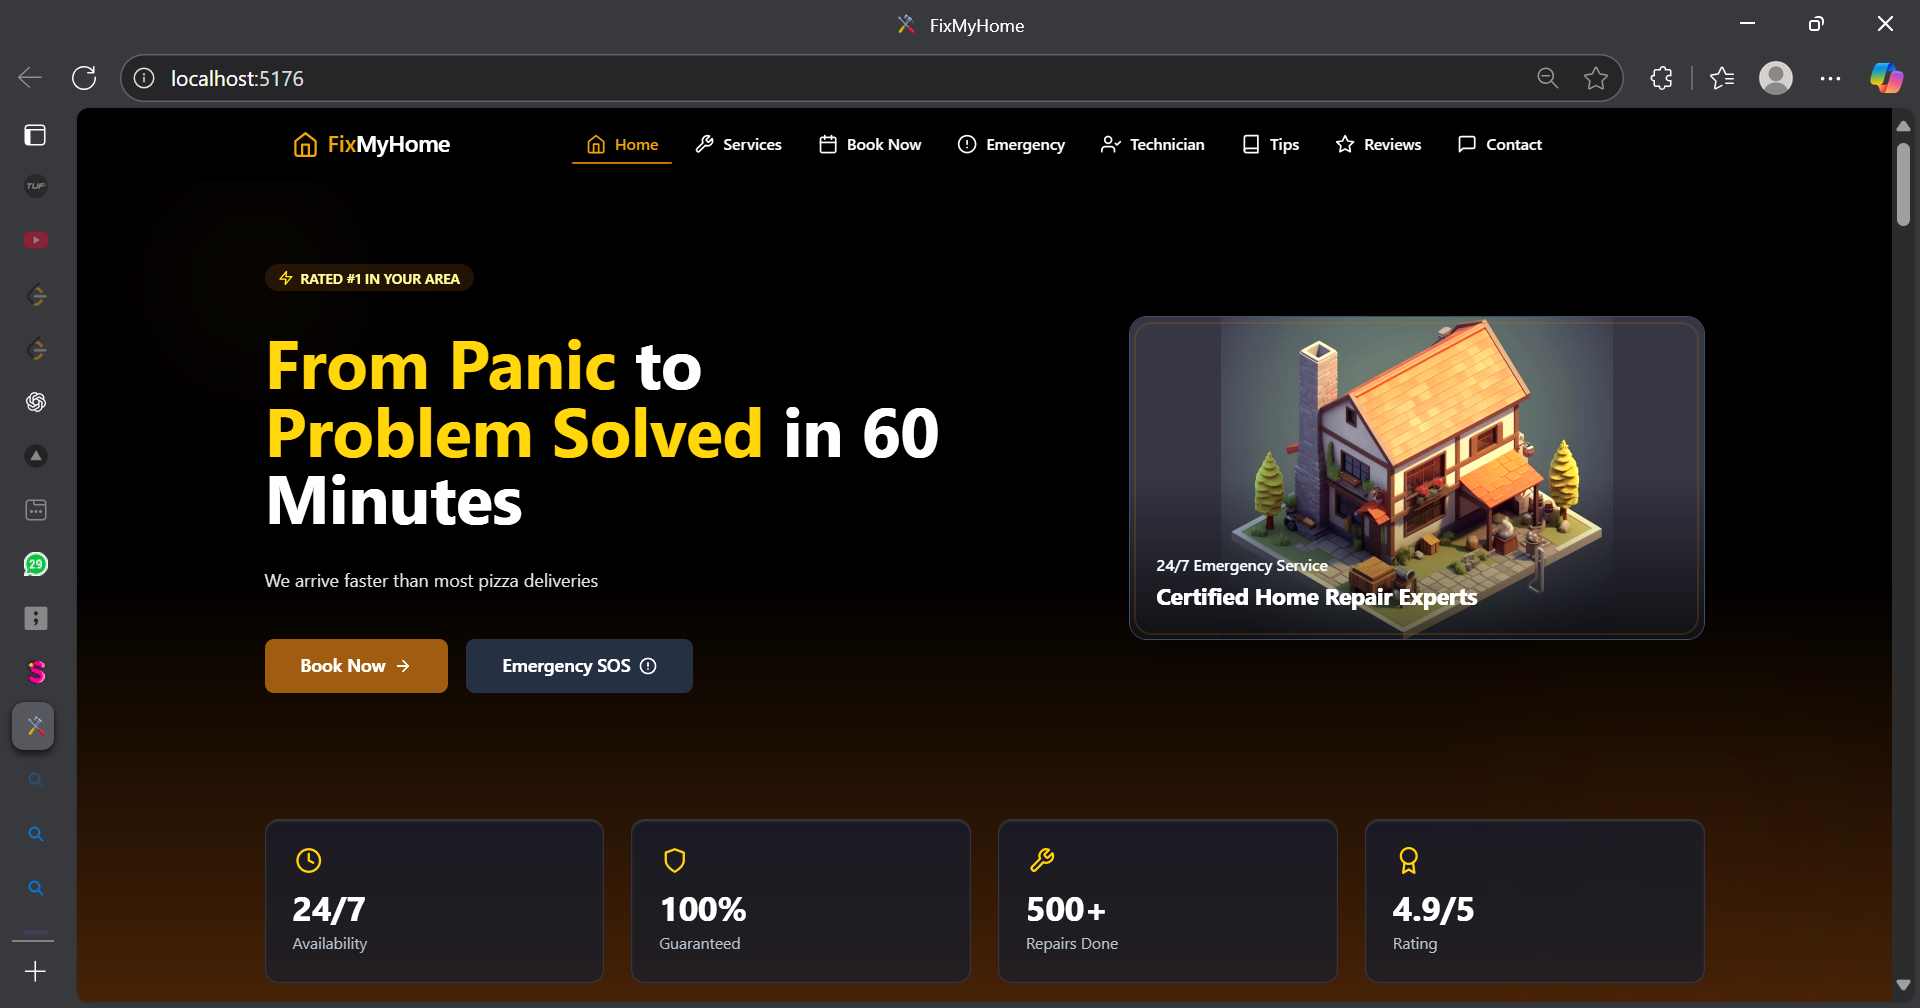 FixMyHome
localhost:5176
FixMyHome
Home
Services
Book Now
Emergency
Technician
Tips
Reviews
Contact
TUF
RATED #1 IN YOUR AREA
From Panic to
Problem Solved in 60
Minutes
We arrive faster than most pizza deliveries
Book Now
Emergency SOS
24/7 Emergency Service
Certified Home Repair Experts
29
24/7
Availability
100%
Guaranteed
500+
Repairs Done
4.9/5
Rating